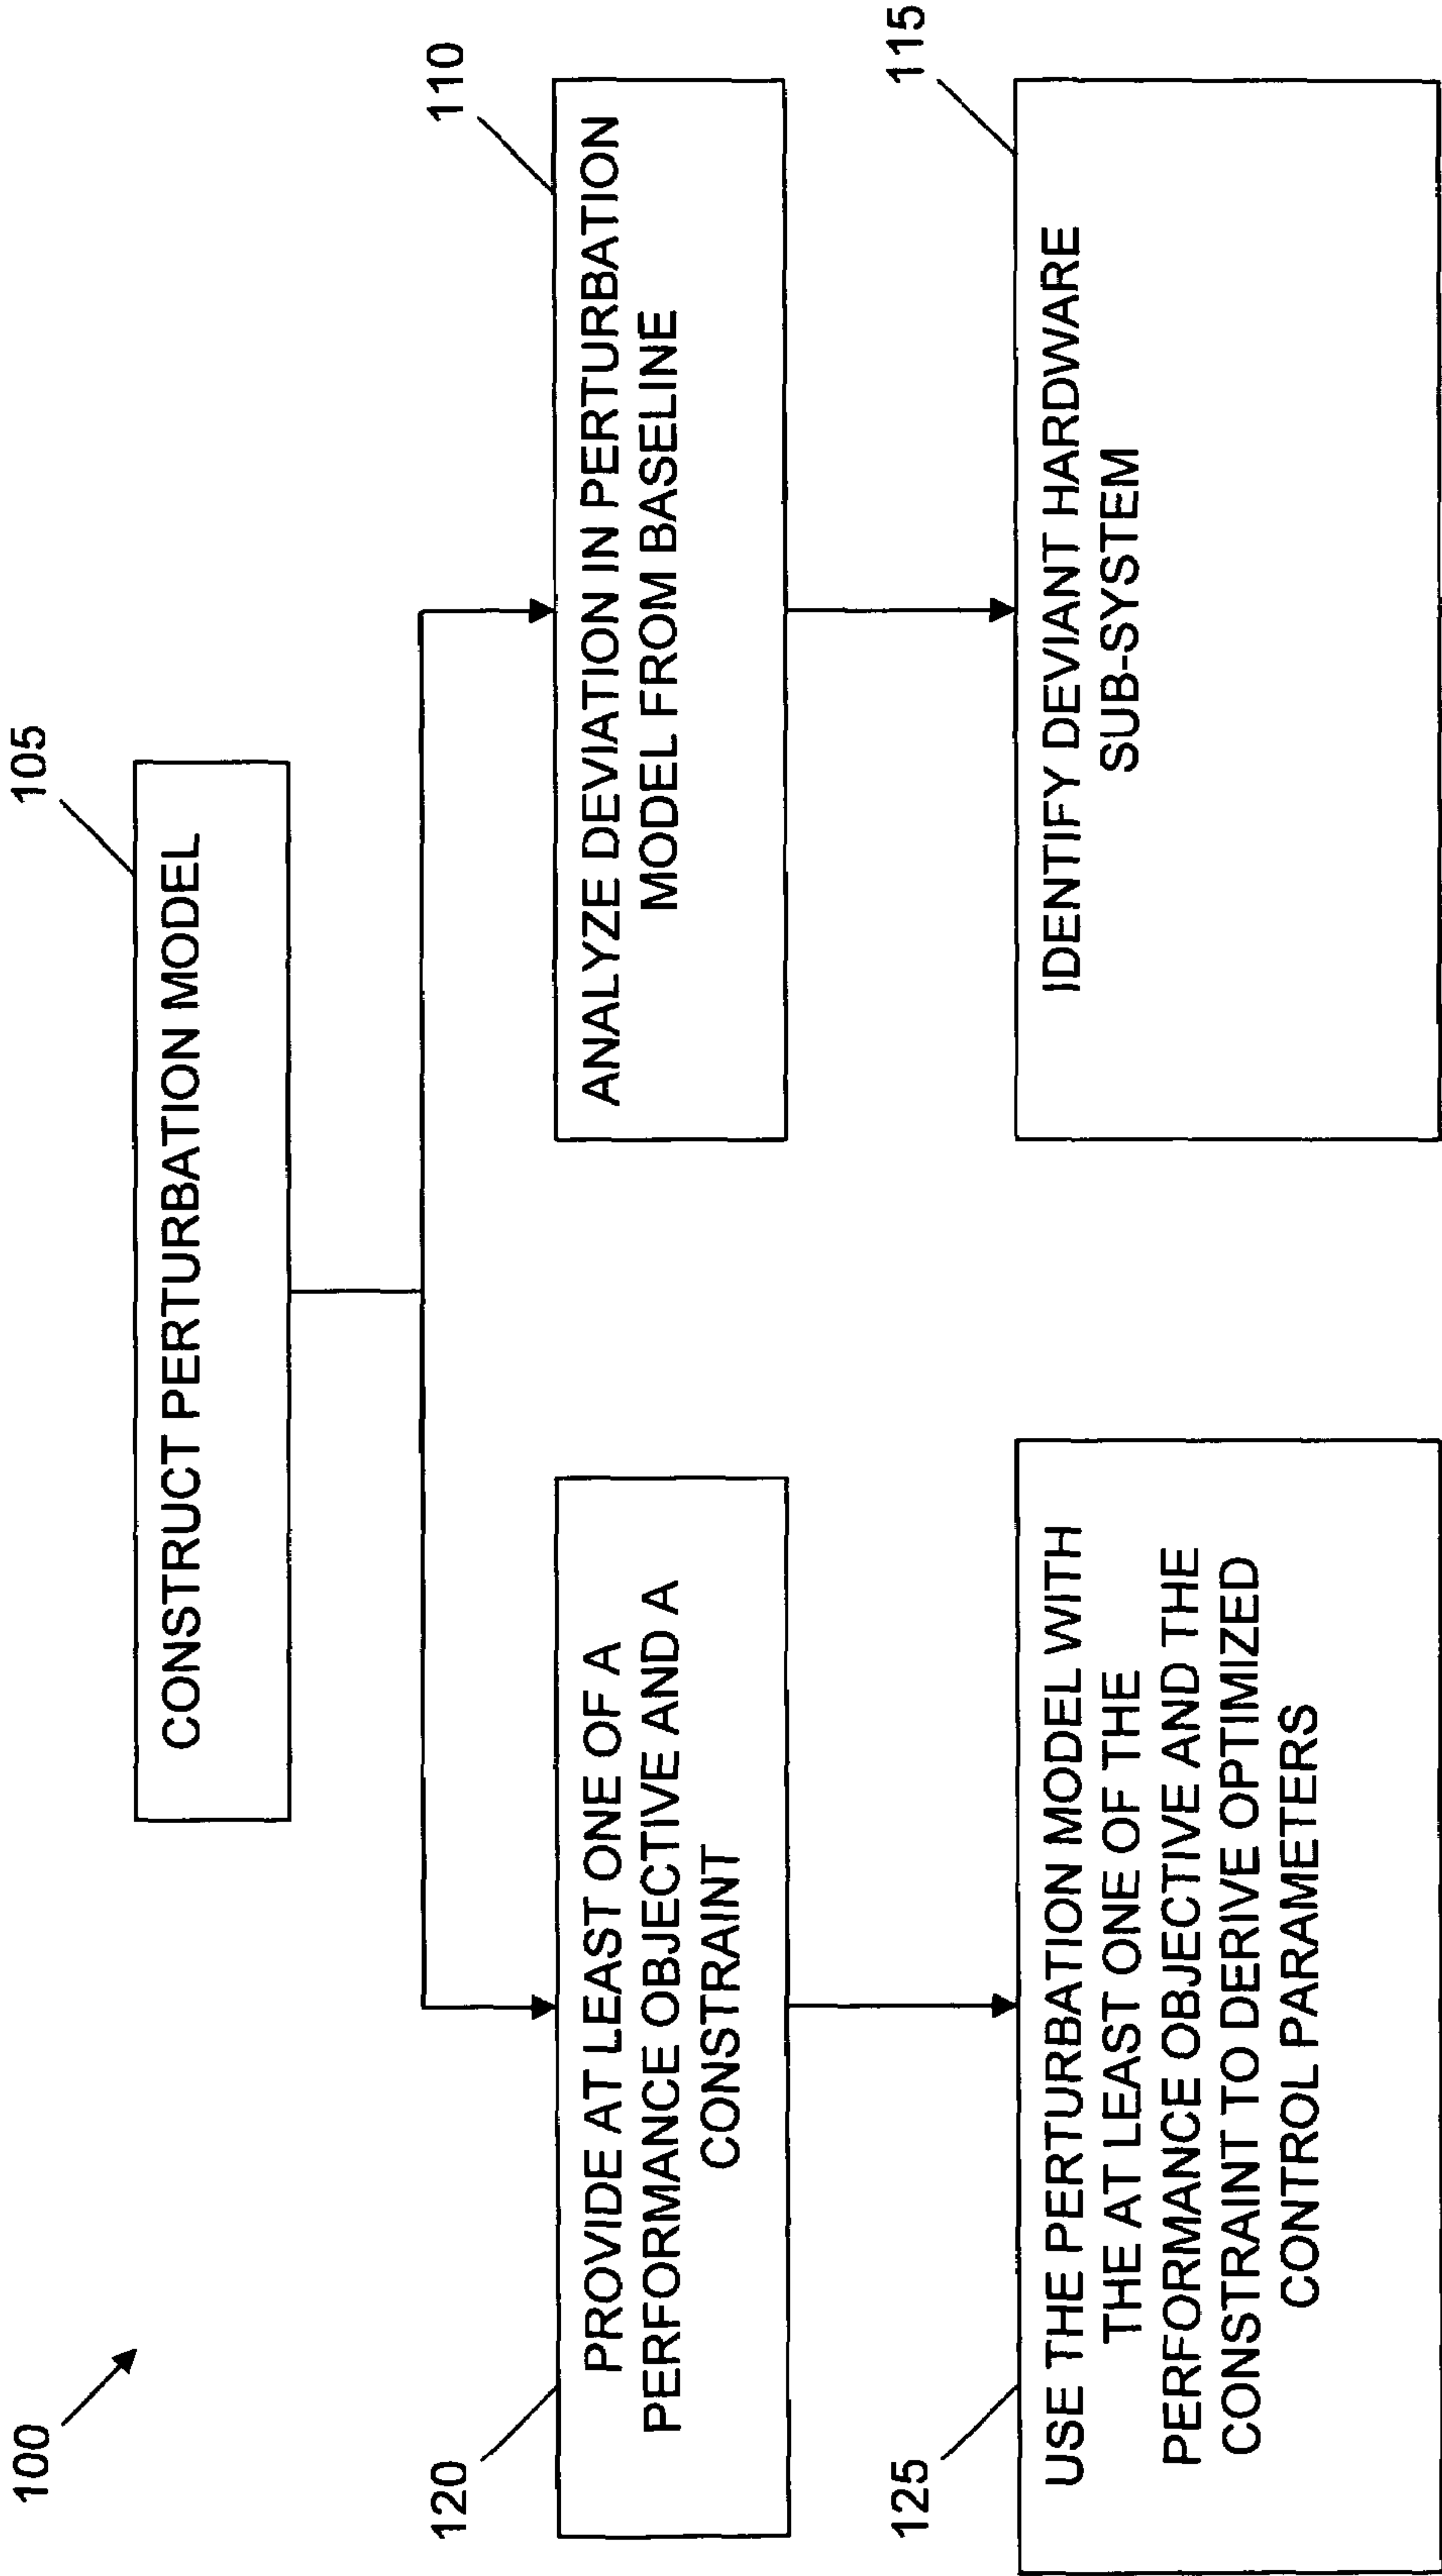 100
105
CONSTRUCT PERTURBATION MODEL
120
PROVIDE AT LEAST ONE OF A
PERFORMANCE OBJECTIVE AND A
CONSTRAINT
110
ANALYZE DEVIATION IN PERTURBATION
MODEL FROM BASELINE
125
USE THE PERTURBATION MODEL WITH
THE AT LEAST ONE OF THE
PERFORMANCE OBJECTIVE AND THE
CONSTRAINT TO DERIVE OPTIMIZED
CONTROL PARAMETERS
115
IDENTIFY DEVIANT HARDWARE
SUB-SYSTEM